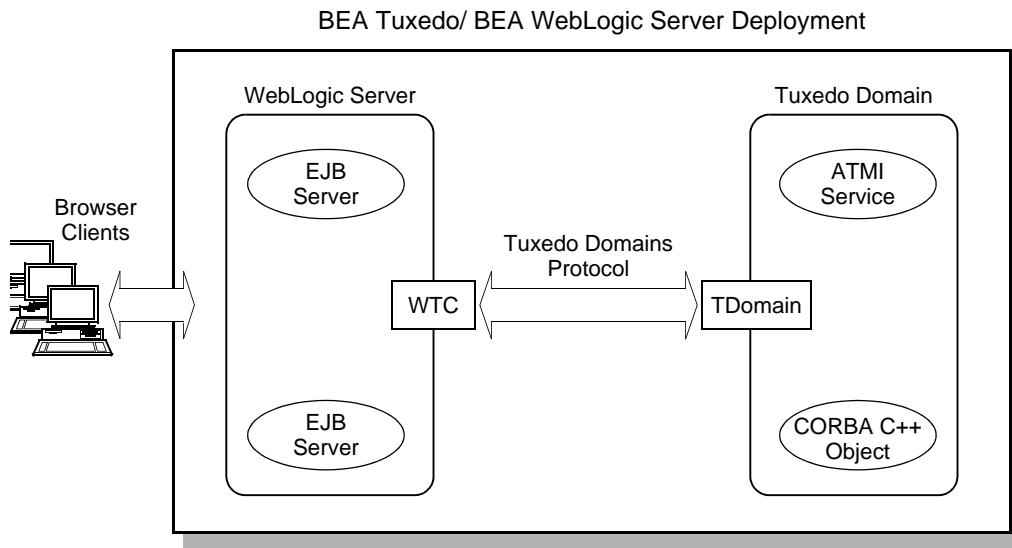 BEA Tuxedo/ BEA WebLogic Server Deployment
WebLogic Server
Tuxedo Domain
EJB
Server
ATMI
Service
Browser
Clients
Tuxedo Domains
Protocol
WTC
TDomain
EJB
Server
CORBA C++
Object